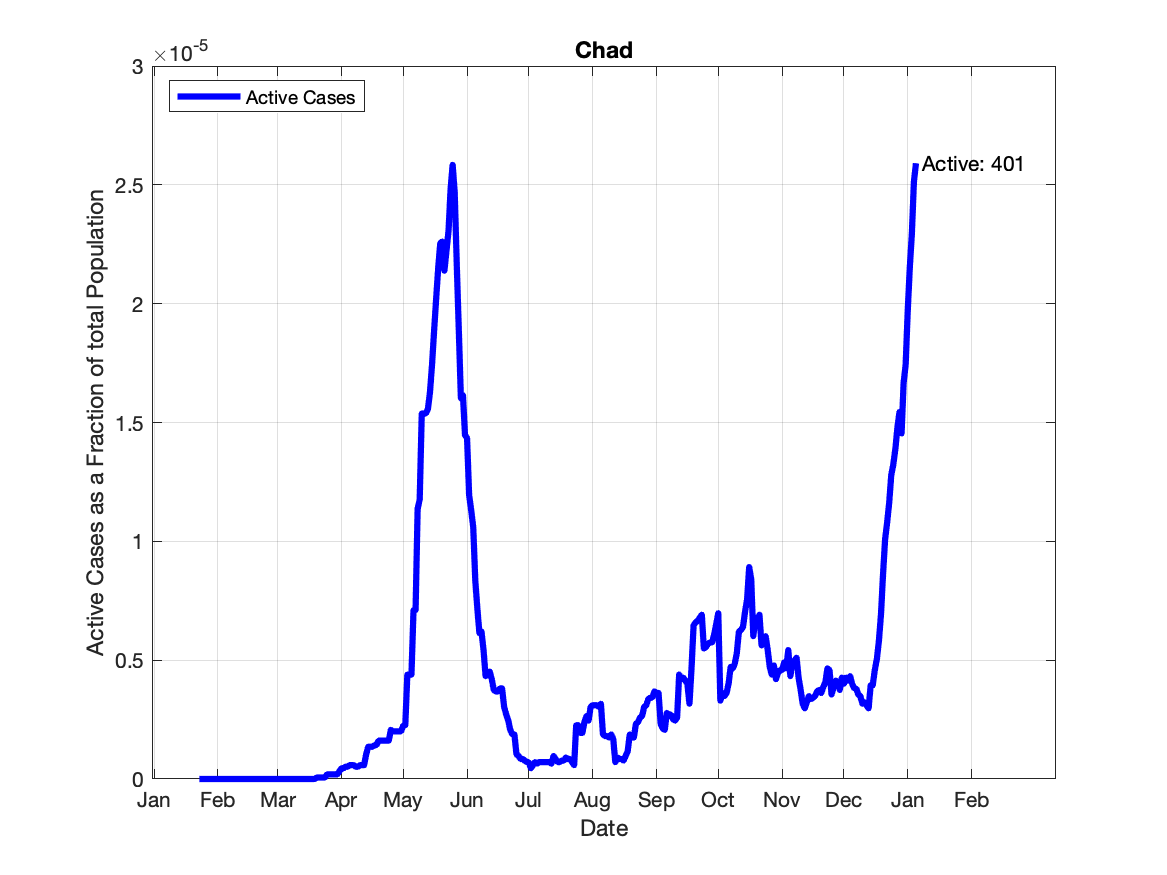 Chad
×10-5
Active Cases
Active: 401
3
2.5
2
1.5
1
0.5
0
Active Cases as a Fraction of total Population
Jan Feb Mar Apr May Jun Jul Aug Sep Oct Nov Dec Jan Feb
Date